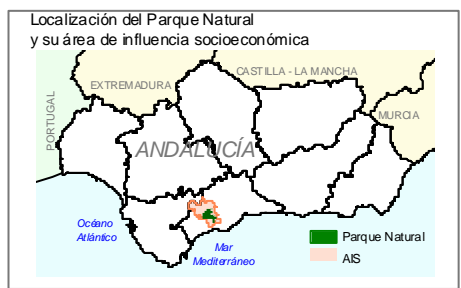 Localización del Parque Natural
y su área de influencia socioeconómica
CASTILLA - LA MANCHA
EXTREMADURA
PORTUGAL
MURCIA
ANDALUCÍA
Océano
Atlántico
Mar
Mediterráneo
Parque Natural
AIS